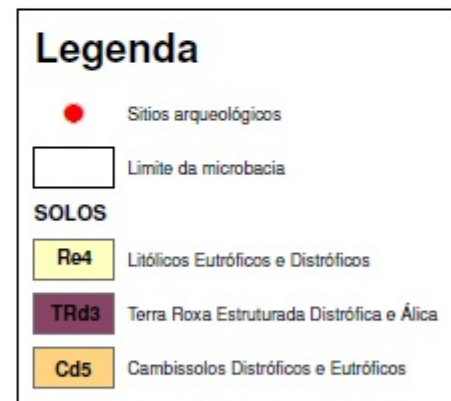 Legenda
Sitios arqueológicos
Limite da microbacia
SOLOS
Re4 Litólicos Eutróficos e Distróficos
TRd3 Terra Roxa Estruturada Distrófica e Álica
Cd5 Cambissolos Distróficos e Eutróficos